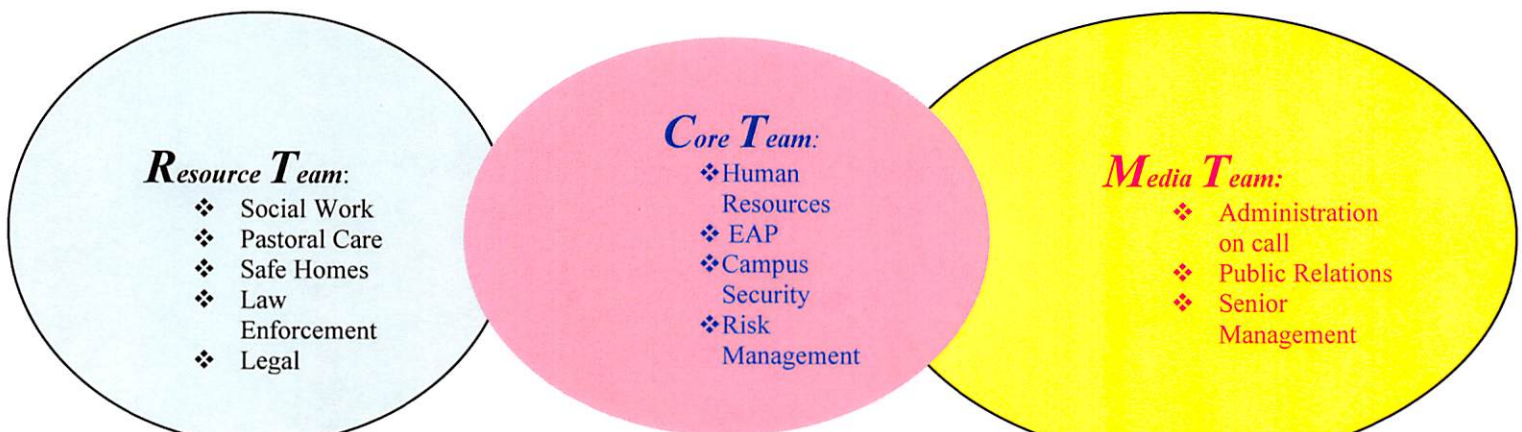 Resource Team:
❖ Social Work
❖ Pastoral Care
❖ Safe Homes
❖ Law
Enforcement
❖ Legal
Core Team:
❖Human
Resources
❖ EAP
❖Campus
Security
❖Risk
Management
Media Team:
❖ Administration
on call
❖ Public Relations
❖ Senior
Management